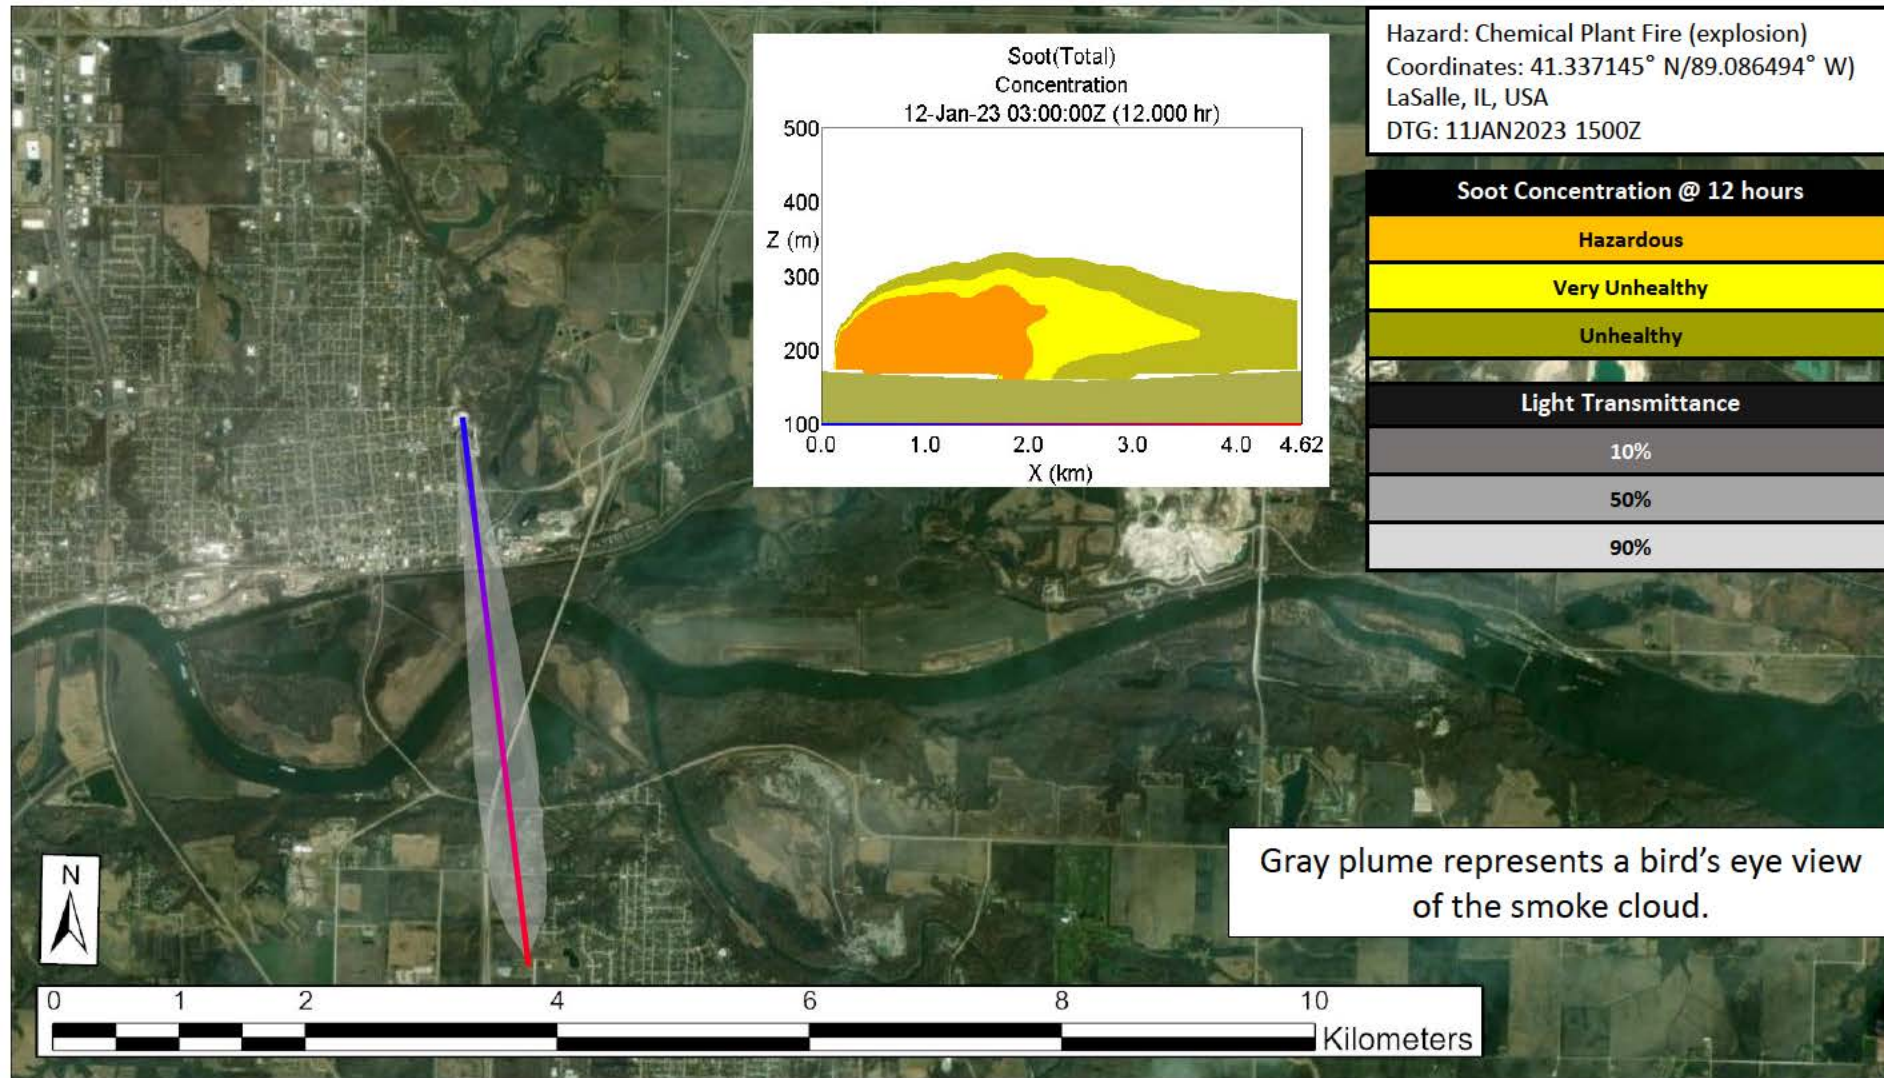 Soot(Total)
Concentration
12-Jan-23 03:00:00Z (12.000 hr)
500
400
Z (m)
300
200
100
0.0 1.0 2.0 3.0 4.0 4.62
X (km)
Hazard: Chemical Plant Fire (explosion)
Coordinates: 41.337145° N/89.086494° W)
LaSalle, IL, USA
DTG: 11JAN2023 1500Z
Soot Concentration @ 12 hours
Hazardous
Very Unhealthy
Unhealthy
Light Transmittance
10%
50%
90%
Gray plume represents a bird's eye view
of the smoke cloud.
N
0 1 2 4 6 8 10
Kilometers